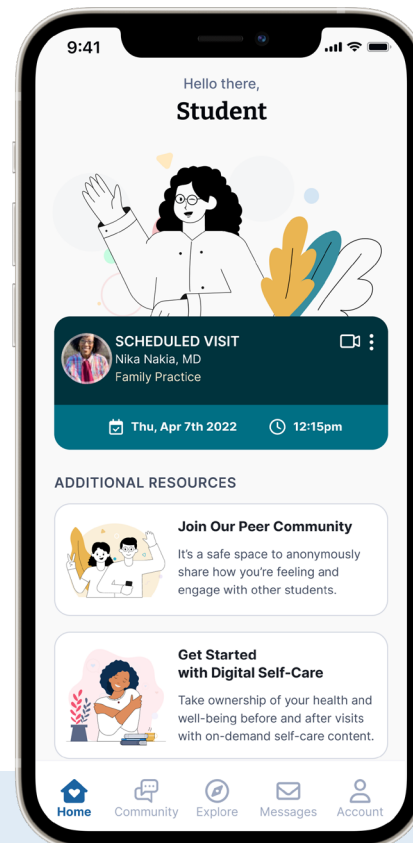 9:41
Hello there,
Student
SCHEDULED VISIT
Nika Nakia, MD
Family Practice
Thu, Apr 7th 2022
12:15pm
ADDITIONAL RESOURCES
Join Our Peer Community
It's a safe space to anonymously
share how you're feeling and
engage with other students.
Get Started
with Digital Self-Care
Take ownership of your health and
well-being before and after visits
with on-demand self-care content.
Home
Community
Explore
Messages
Account